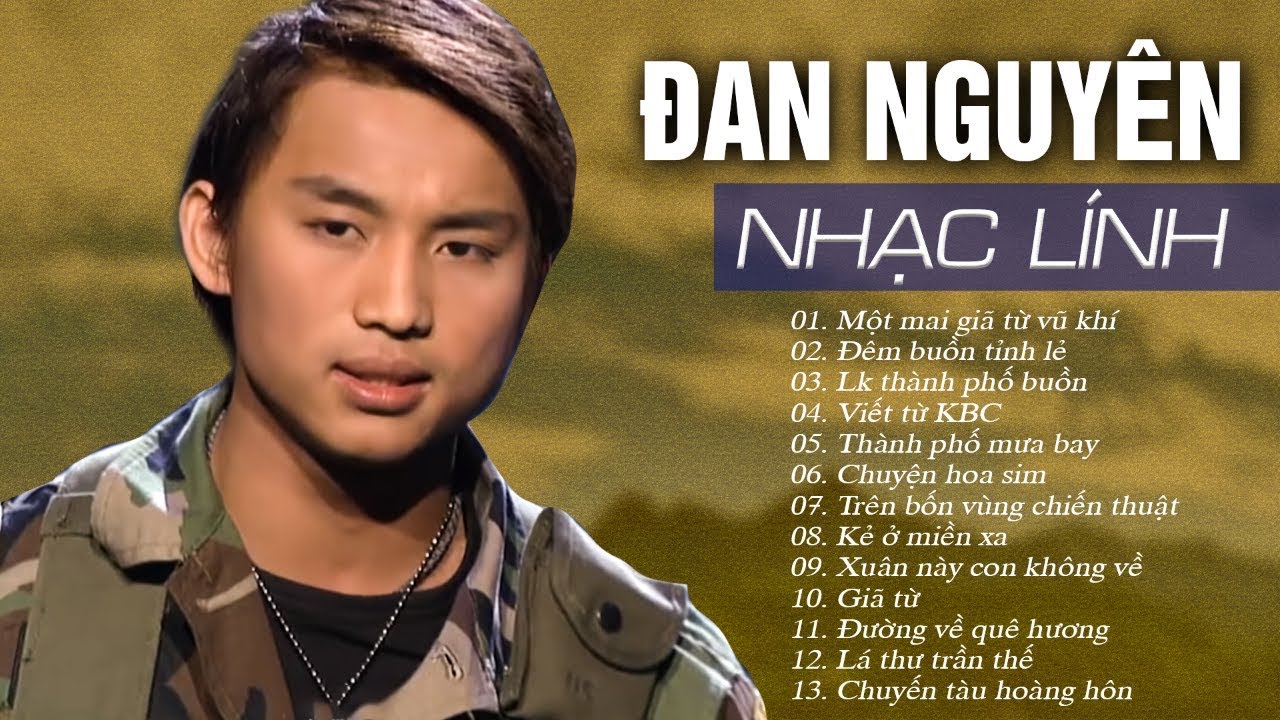 ĐAN NGUYÊN
NHẠC LÍNH
01. Một mai giã từ vũ khí
02. Đêm buồn tỉnh lẻ
03. Lk thành phố buồn
04. Viết từ KBC
05. Thành phố mưa bay
06. Chuyện hoa sim
07. Trên bốn vùng chiến thuật
08. Kẻ ở miền xa
09. Xuân này con không về
10. Giã từ
11. Đường về quê hương
12. Lá thư trần thế
13. Chuyến tàu hoàng hôn